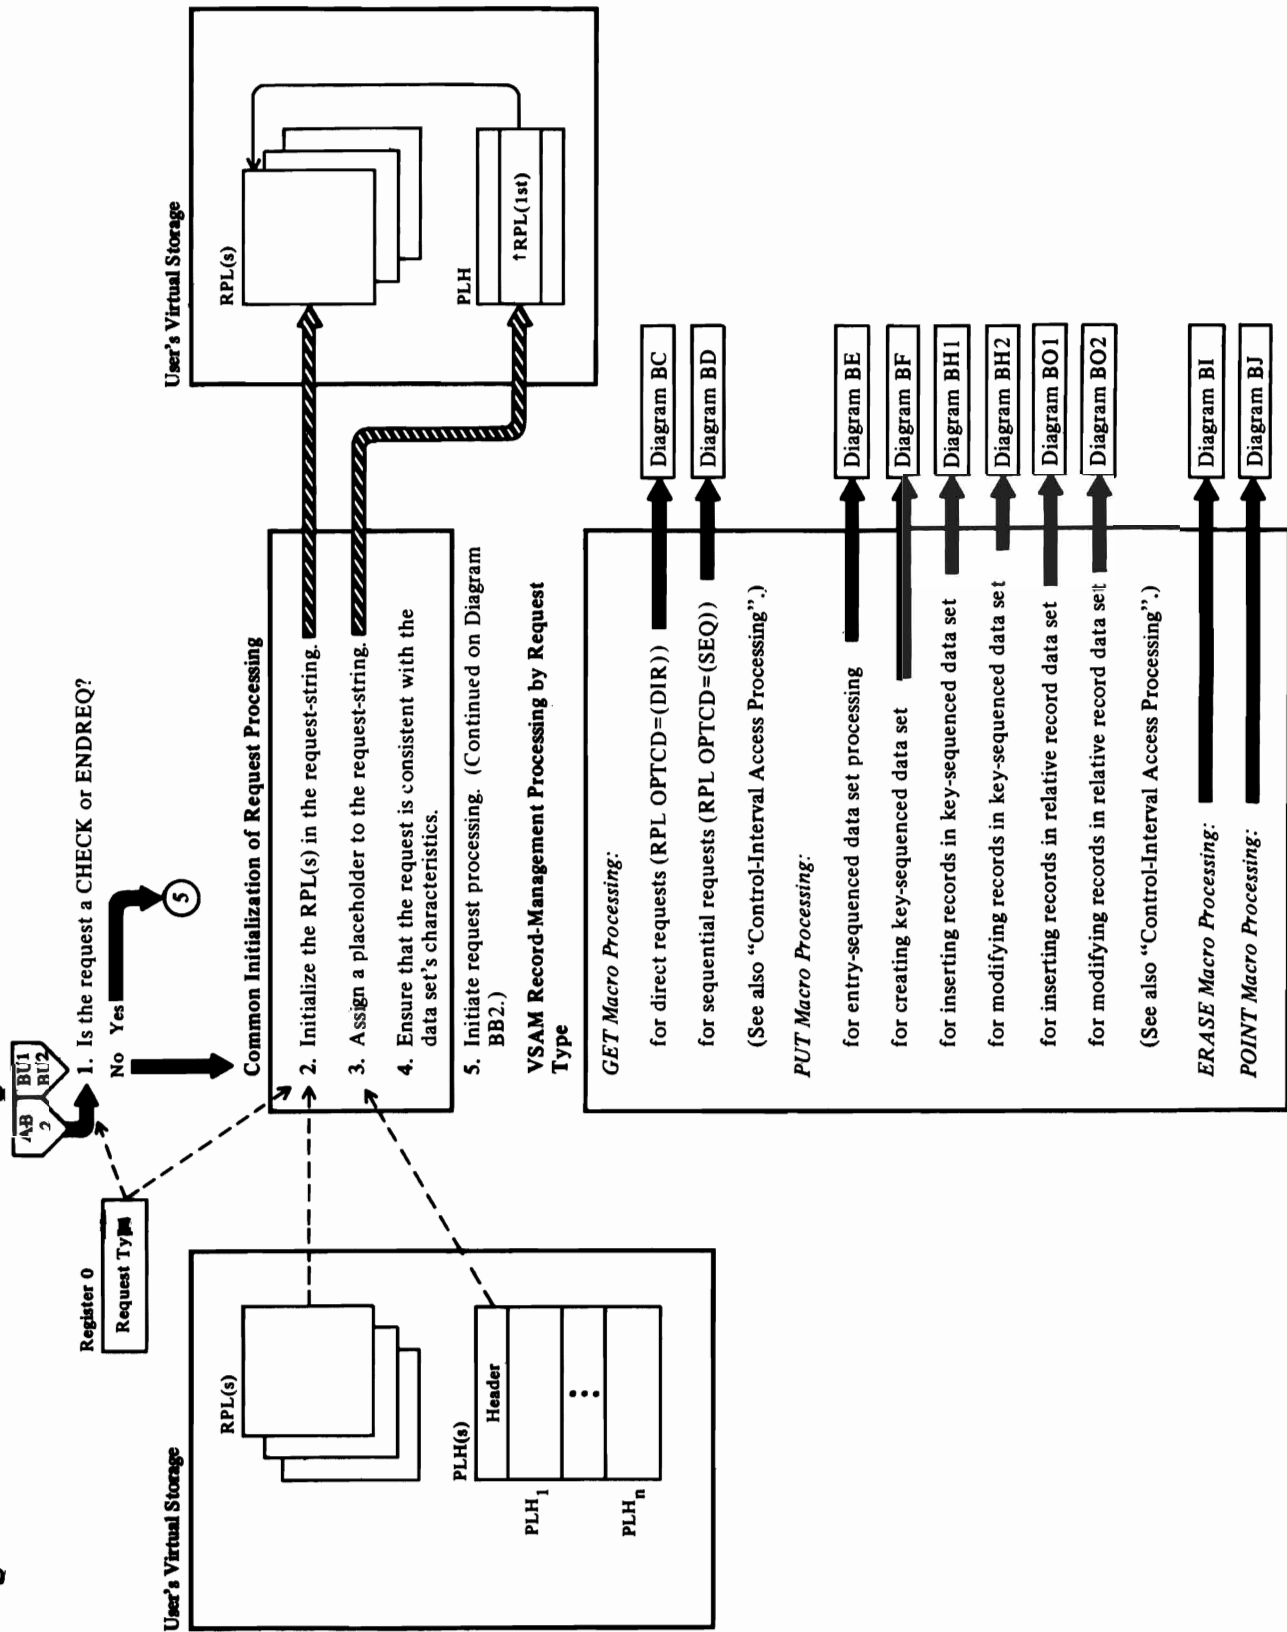 AB
2
BU1
BU2
Register 0
Request
1. Is the request a CHECK or ENDREQ?
No Yes
5
User's Virtual Storage
RPL(s)
PLH(s)
Header
PLH1
PLHn
Common Initialization of Request Processing
2. Initialize the RPL(s) in the request-string.
3. Assign a placeholder to the request-string.
4. Ensure that the request is consistent with the
data set's characteristics.
5. Initiate request processing. (Continued on Diagram
BB2.)
User's Virtual Storage
RPL(s)
PLH
↑RPL(1st)
VSAM Record-Management Processing by Request
Type
GET Macro Processing:
for direct requests (RPL OPTCD=(DIR)) Diagram BC
for sequential requests (RPL OPTCD=(SEQ)) Diagram BD
(See also “Control-Interval Access Processing”.)
PUT Macro Processing:
for entry-sequenced data set processing Diagram BE
for creating key-sequenced data set Diagram BF
for inserting records in key-sequenced data set Diagram BH1
for modifying records in key-sequenced data set Diagram BH2
for inserting records in relative record data set Diagram BO1
for modifying records in relative record data set Diagram BO2
(See also “Control-Interval Access Processing”.)
ERASE Macro Processing: Diagram BI
POINT Macro Processing: Diagram BJ